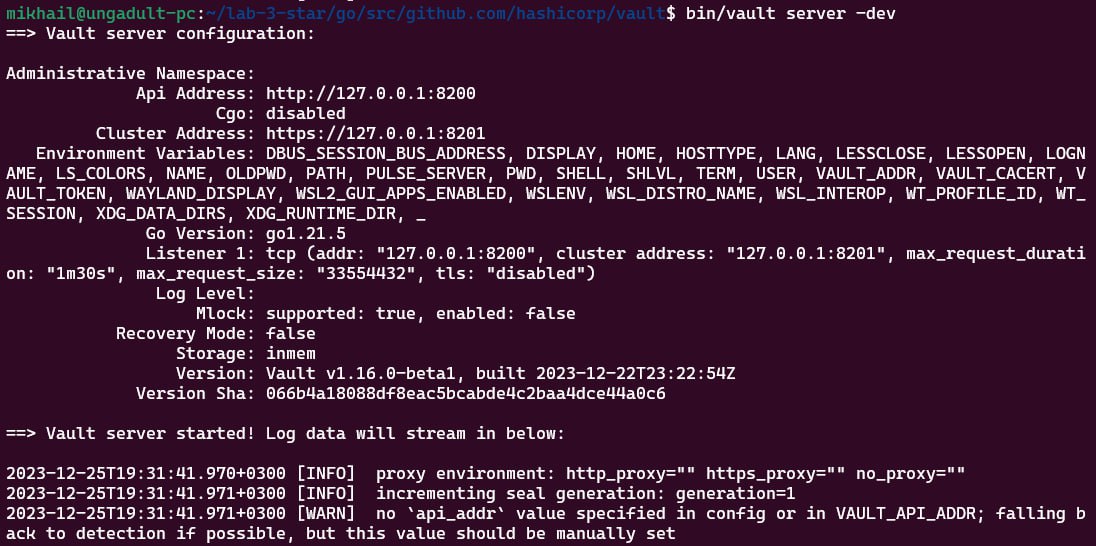 mikhail@ungadult-pc:~/lab-3-star/go/src/github.com/hashicorp/vault$ bin/vault server -dev
==> Vault server configuration:
Administrative Namespace:
Api Address: http://127.0.0.1:8200
Cgo: disabled
Cluster Address: https://127.0.0.1:8201
Environment Variables: DBUS_SESSION_BUS_ADDRESS, DISPLAY, HOME, HOSTTYPE, LANG, LESSCLOSE, LESSOPEN, LOGN
AME, LS_COLORS, NAME, OLDPWD, PATH, PULSE_SERVER, PWD, SHELL, SHLVL, TERM, USER, VAULT_ADDR, VAULT_CACERT, V
AULT_TOKEN, WAYLAND_DISPLAY, WSL2_GUI_APPS_ENABLED, WSLENV, WSL_DISTRO_NAME, WSL_INTEROP, WT_PROFILE_ID, WT_
SESSION, XDG_DATA_DIRS, XDG_RUNTIME_DIR, _
Go Version: go1.21.5
Listener 1: tcp (addr: "127.0.0.1:8200", cluster address: "127.0.0.1:8201", max_request_durati
on: "1m30s", max_request_size: "33554432", tls: "disabled")
Log Level:
Mlock: supported: true, enabled: false
Recovery Mode: false
Storage: inmem
Version: Vault v1.16.0-beta1, built 2023-12-22T23:22:54Z
Version Sha: 066b4a18088df8eac5bcabde4c2baa4dce44a0c6
==> Vault server started! Log data will stream in below:
2023-12-25T19:31:41.970+0300 [INFO]  proxy environment: http_proxy="" https_proxy="" no_proxy=""
2023-12-25T19:31:41.971+0300 [INFO]  incrementing seal generation: generation=1
2023-12-25T19:31:41.971+0300 [WARN]  no `api_addr` value specified in config or in VAULT_API_ADDR; falling b
ack to detection if possible, but this value should be manually set